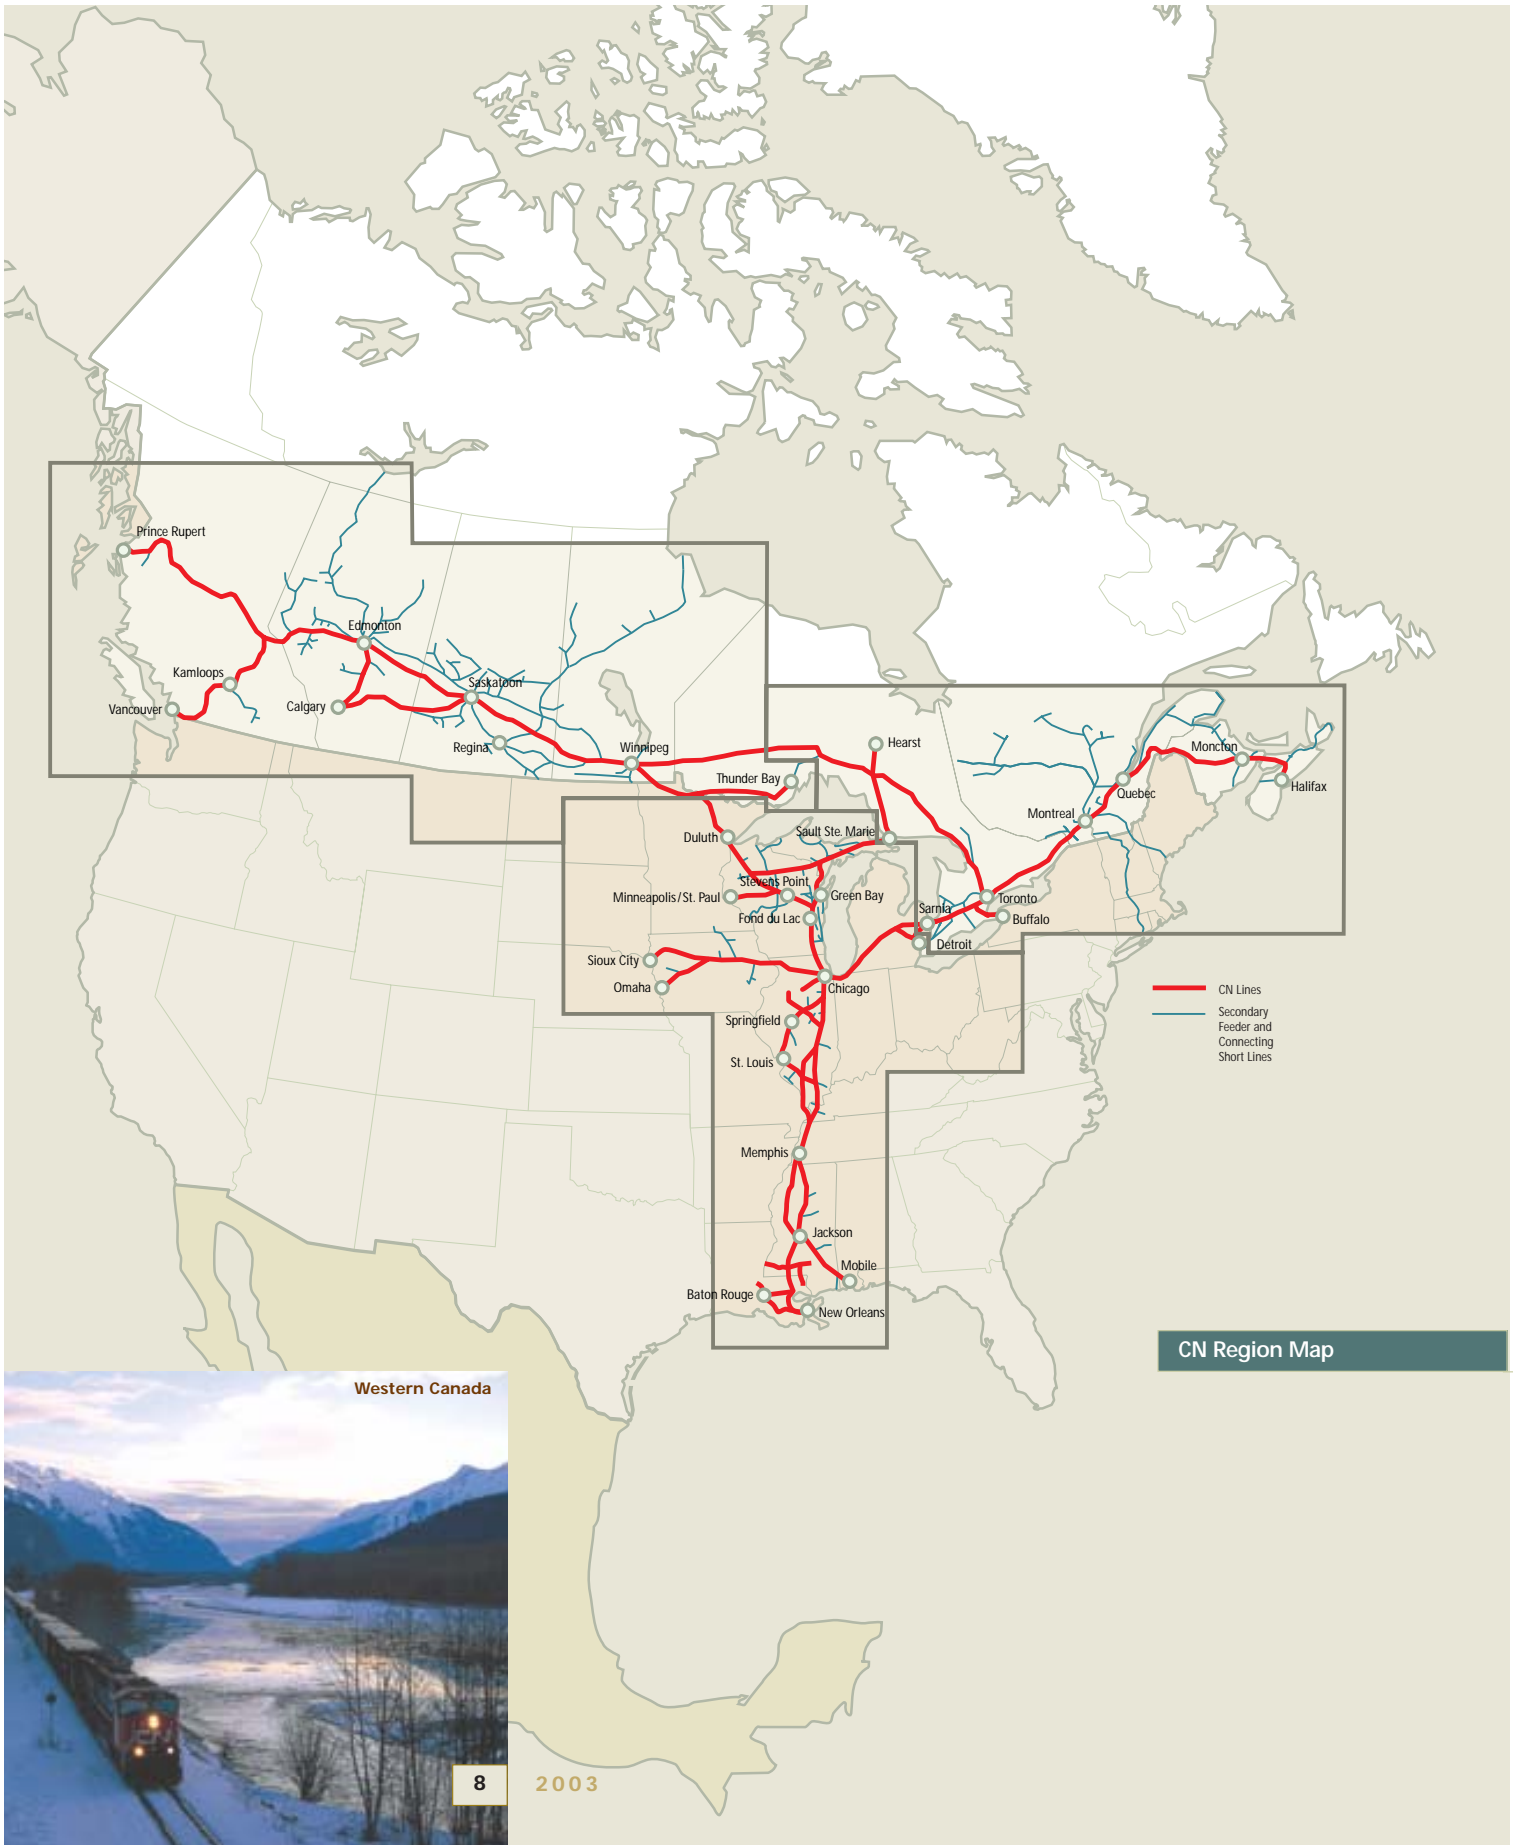 Prince Rupert
Edmonton
Kamloops
Saskatoon
Vancouver
Calgary
Regina
Winnipeg
Hearst
Thunder Bay
Moncton
Halifax
Quebec
Montreal
Duluth
Sault Ste. Marie
Stevens Point
Minneapolis/St. Paul
Green Bay
Toronto
Sarnia
Buffalo
Fond du Lac
Detroit
Sioux City
Omaha
Chicago
CN Lines
Secondary
Feeder and
Connecting
Short Lines
Springfield
St. Louis
Memphis
Jackson
Mobile
Baton Rouge
New Orleans
CN Region Map
Western Canada
8
2003